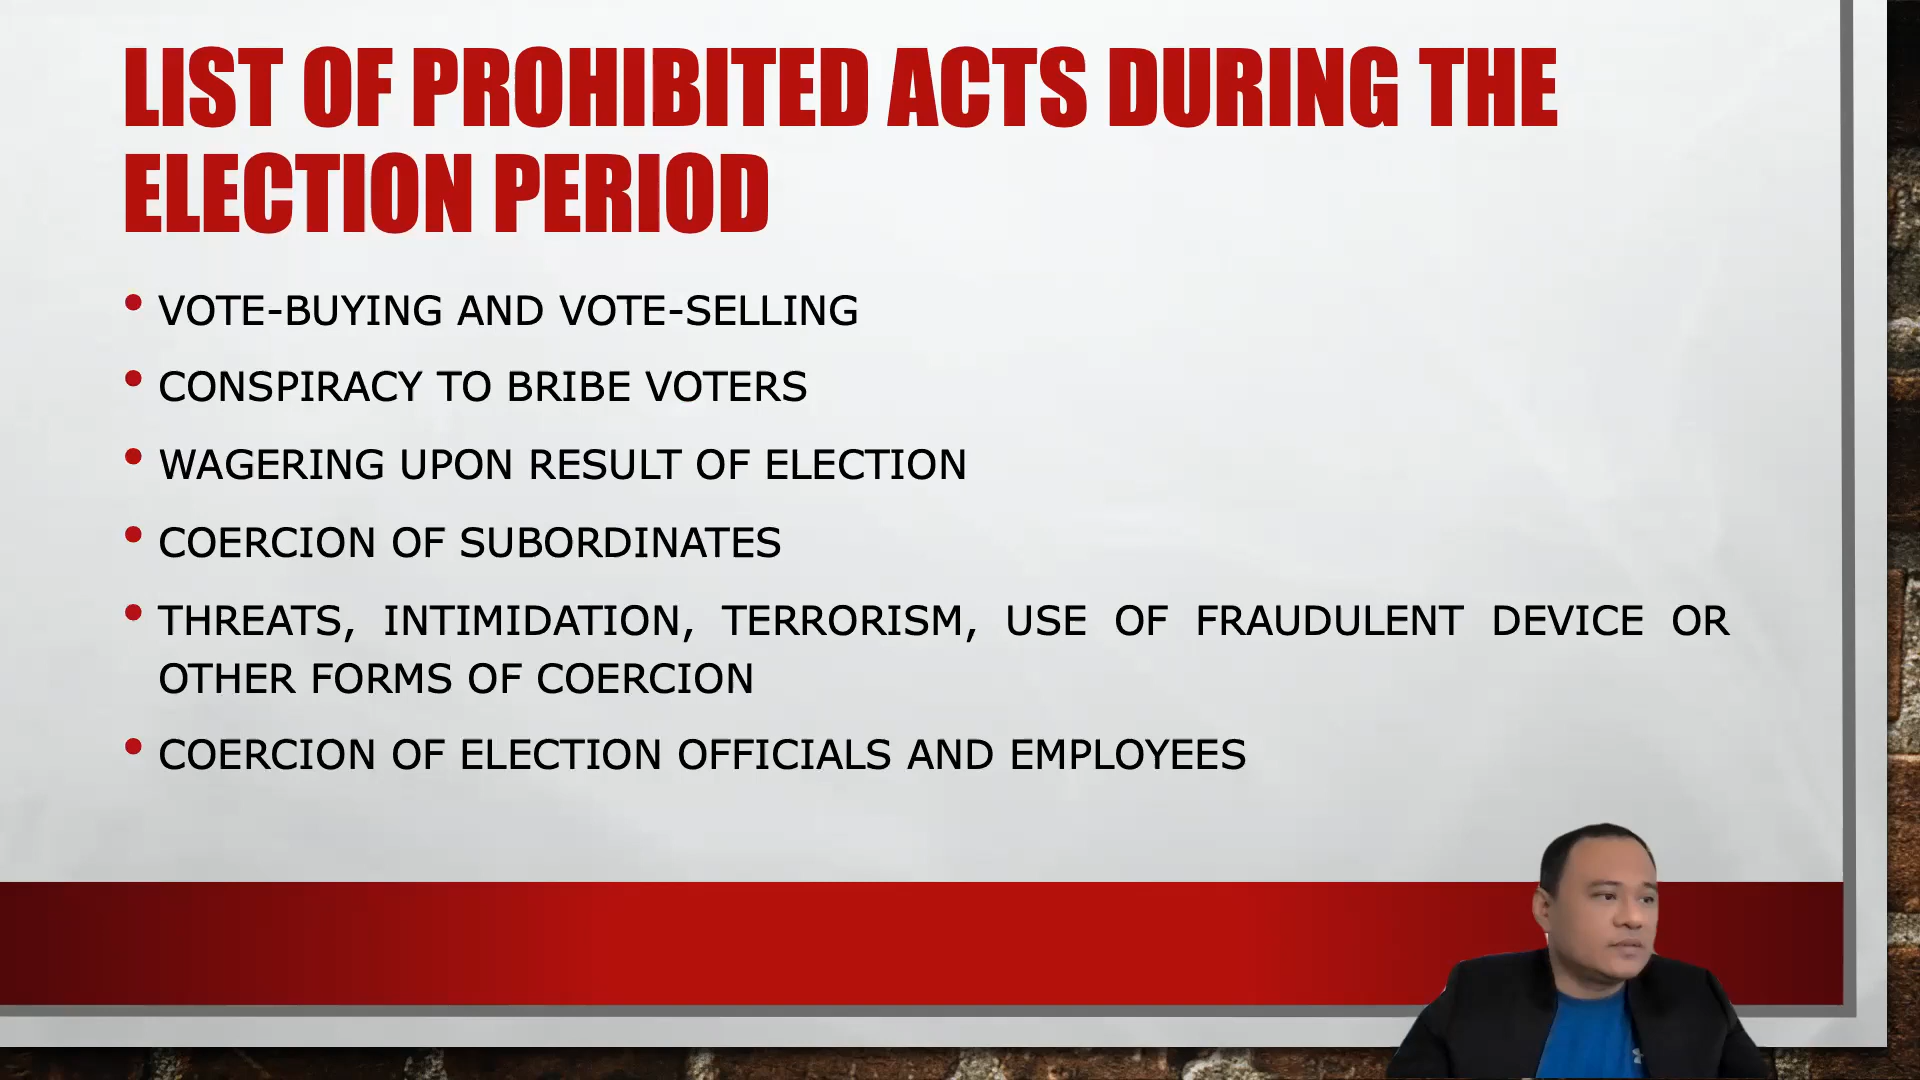 LIST OF PROHIBITED ACTS DURING THE
ELECTION PERIOD
• VOTE-BUYING AND VOTE-SELLING
• CONSPIRACY TO BRIBE VOTERS
• WAGERING UPON RESULT OF ELECTION
• COERCION OF SUBORDINATES
• THREATS, INTIMIDATION, TERRORISM, USE OF FRAUDULENT DEVICE OR
OTHER FORMS OF COERCION
• COERCION OF ELECTION OFFICIALS AND EMPLOYEES